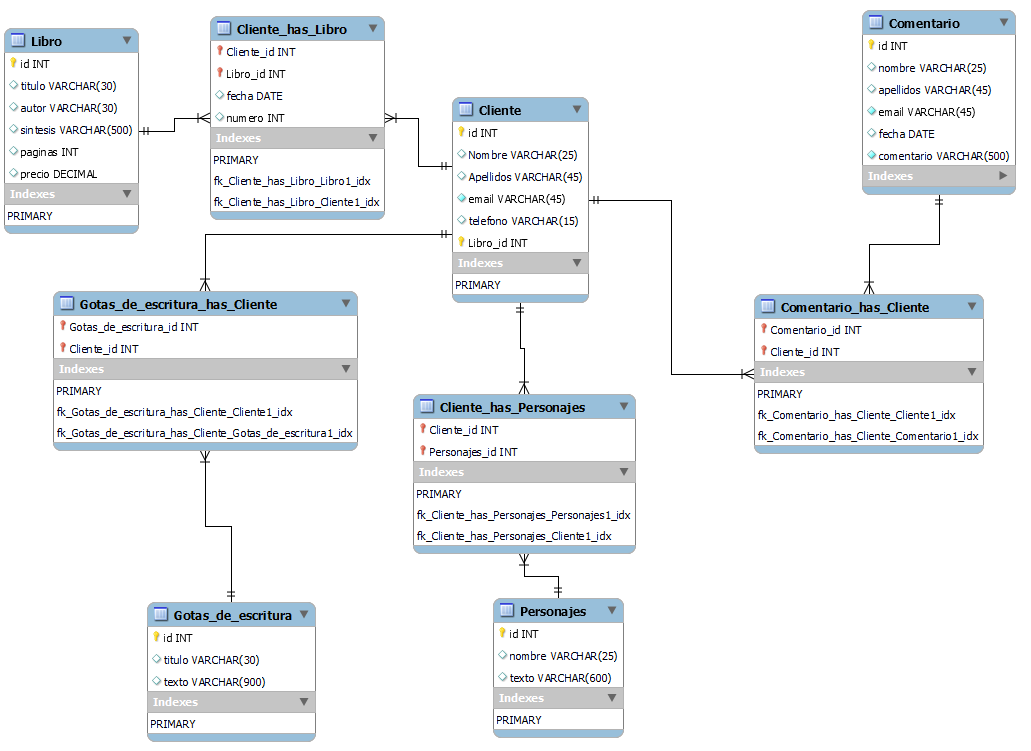 Libro
id INT
titulo VARCHAR(30)
autor VARCHAR(30)
sintesis VARCHAR(500)
paginas INT
precio DECIMAL
Indexes
PRIMARY
Cliente_has_Libro
Cliente_id INT
Libro_id INT
fecha DATE
numero INT
Indexes
PRIMARY
fk_Cliente_has_Libro_Libro1_idx
fk_Cliente_has_Libro_Cliente1_idx
Cliente
id INT
Nombre VARCHAR(25)
Apellidos VARCHAR(45)
email VARCHAR(45)
telefono VARCHAR(15)
Libro_id INT
Indexes
PRIMARY
Comentario
id INT
nombre VARCHAR(25)
apellidos VARCHAR(45)
email VARCHAR(45)
fecha DATE
comentario VARCHAR(500)
Indexes
Gotas_de_escritura_has_Cliente
Gotas_de_escritura_id INT
Cliente_id INT
Indexes
PRIMARY
fk_Gotas_de_escritura_has_Cliente_Cliente1_idx
fk_Gotas_de_escritura_has_Cliente_Gotas_de_escritura1_idx
Cliente_has_Personajes
Cliente_id INT
Personajes_id INT
Indexes
PRIMARY
fk_Cliente_has_Personajes_Personajes1_idx
fk_Cliente_has_Personajes_Cliente1_idx
Comentario_has_Cliente
Comentario_id INT
Cliente_id INT
Indexes
PRIMARY
fk_Comentario_has_Cliente_Cliente1_idx
fk_Comentario_has_Cliente_Comentario1_idx
Gotas_de_escritura
id INT
titulo VARCHAR(30)
texto VARCHAR(900)
Indexes
PRIMARY
Personajes
id INT
nombre VARCHAR(25)
texto VARCHAR(600)
Indexes
PRIMARY